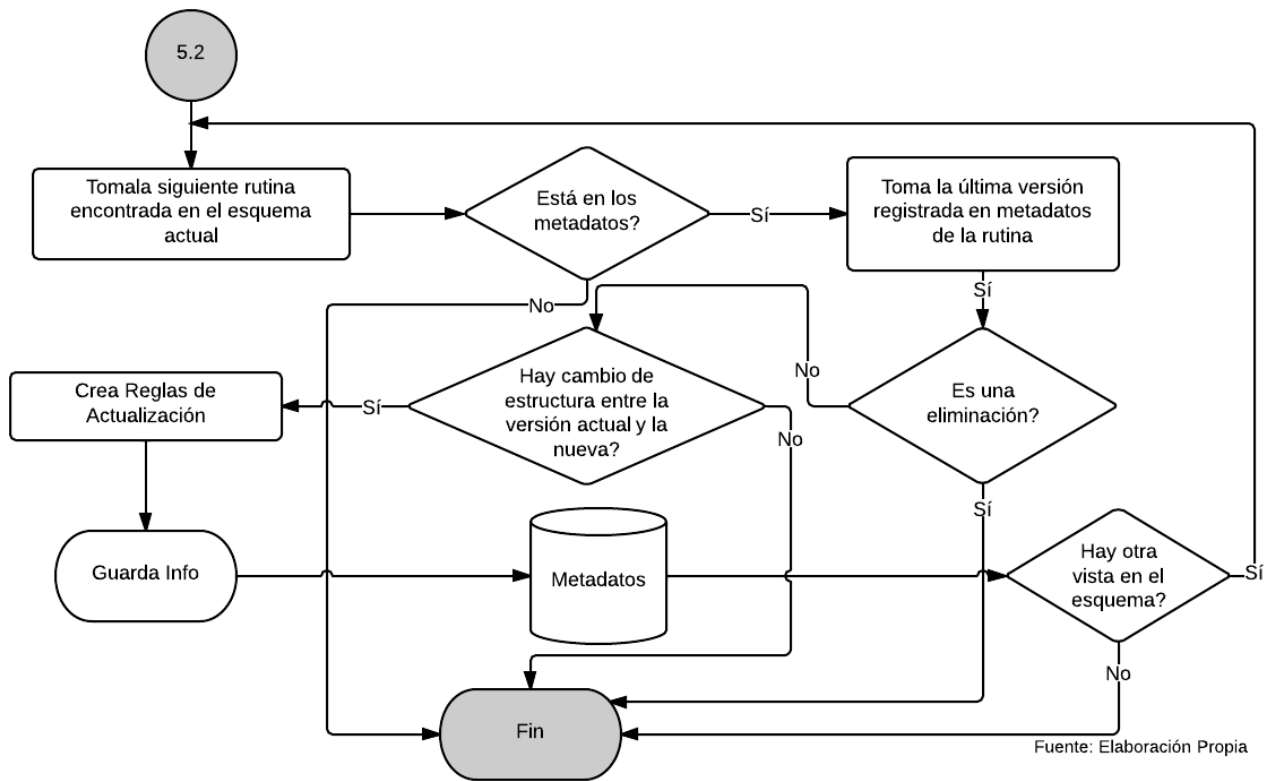 5.2
Tomala siguiente rutina
encontrada en el esquema
actual
Está en los
metadatos?
Sí
Toma la última versión
registrada en metadatos
de la rutina
No
Sí
Crea Reglas de
Actualización
Sí
Hay cambio de
estructura entre la
versión actual y la
nueva?
No
No
Es una
eliminación?
Sí
Guarda Info
Metadatos
Hay otra
vista en el
esquema?
Sí
No
Fin
Fuente: Elaboración Propia